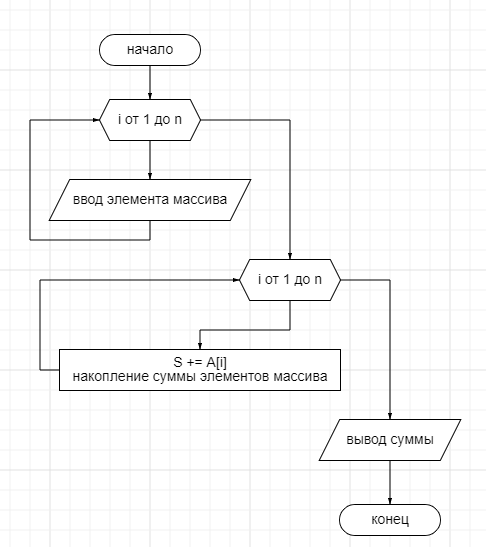 начало
i от 1 до n
ввод элемента массива
i от 1 до n
S += A[i]
накопление суммы элементов массива
вывод суммы
конец